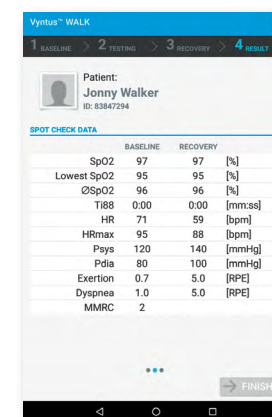 Vyntus™ WALK
1 BASELINE > 2 TESTING > 3 RECOVERY > 4 RESULT
Patient:
Jonny Walker
ID: 83847294
SPOT CHECK DATA
BASELINE RECOVERY
SpO2 97 97 [%]
Lowest SpO2 95 95 [%]
ØSpO2 96 96 [%]
Ti88 0:00 0:00 [mm:ss]
HR 71 59 [bpm]
HRmax 95 88 [bpm]
Psys 120 140 [mmHg]
Pdia 80 100 [mmHg]
Exertion 0.7 5.0 [RPE]
Dyspnea 1.0 5.0 [RPE]
MMRC 2
→ FINISH